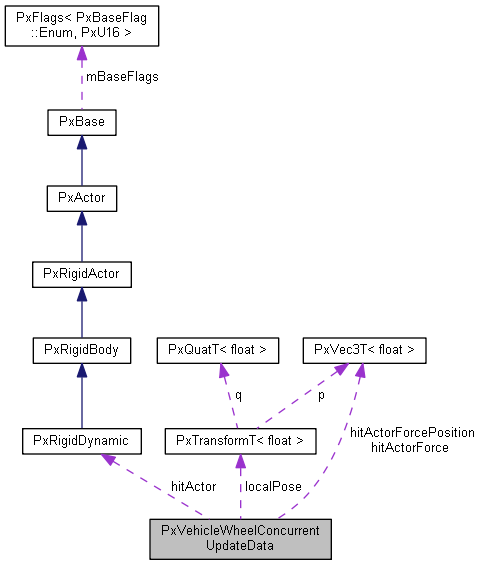 PxFlags< PxBaseFlag
::Enum, PxU16 >
mBaseFlags
PxBase
PxActor
PxRigidActor
PxRigidBody
PxQuatT< float >
PxVec3T< float >
q
p
PxRigidDynamic
PxTransformT< float >
hitActorForcePosition
hitActorForce
hitActor
localPose
PxVehicleWheelConcurrent
UpdateData